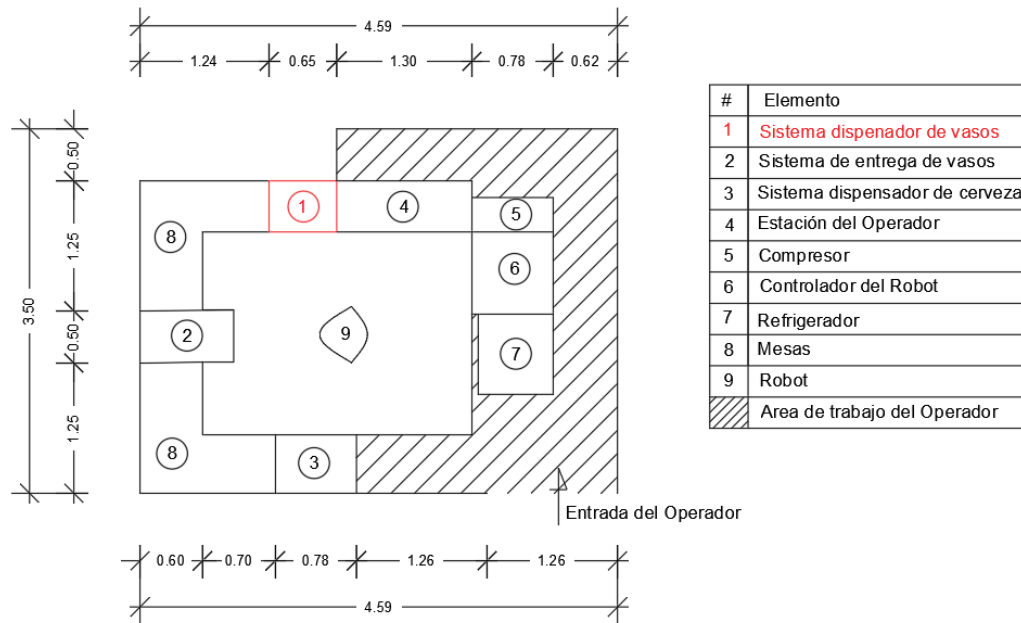 4.59
1.24 0.65 1.30 0.78 0.62
3.50
0.50
1.25
0.50
1.25
1
4
5
8
6
2
9
7
8
3
Entrada del Operador
0.60 0.70 0.78 1.26 1.26
4.59
# Elemento
1 Sistema dispenador de vasos
2 Sistema de entrega de vasos
3 Sistema dispensador de cerveza
4 Estación del Operador
5 Compresor
6 Controlador del Robot
7 Refrigerador
8 Mesas
9 Robot
Area de trabajo del Operador